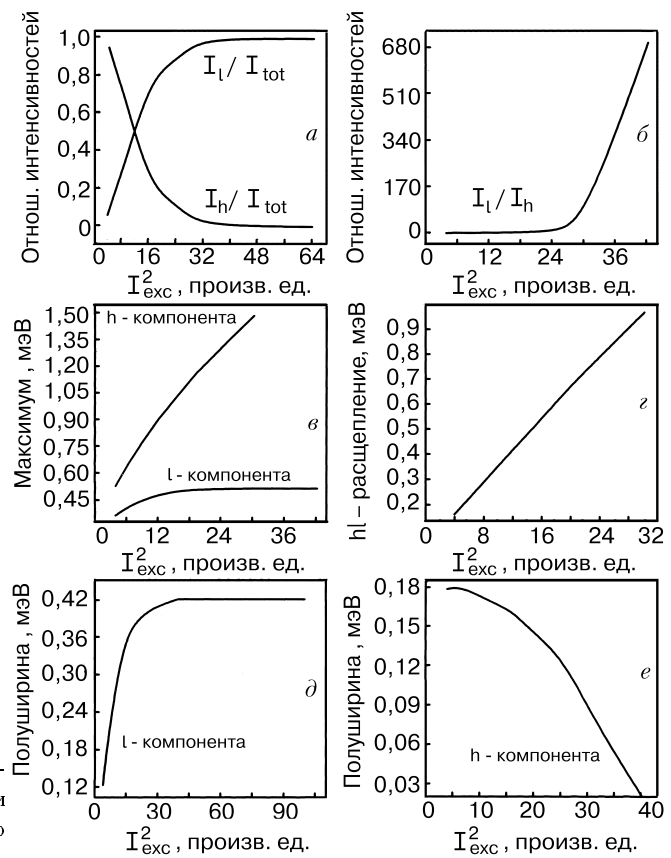 Отнош. интенсивностей
1,0
0,8
0,6
0,4
0,2
0
I_l / I_tot
I_h / I_tot
а
0 16 32 48 64
I²_exc , произв. ед.
Отнош. интенсивностей
680
510
340
170
0
I_l / I_h
б
0 12 24 36
I²_exc , произв. ед.
Максимум , мэВ
1,50
1,35
1,20
1,05
0,90
0,75
0,60
0,45
h - компонента
l - компонента
в
0 12 24 36
I²_exc , произв. ед.
hl – расщепление, мэВ
0,9
0,8
0,7
0,6
0,5
0,4
0,3
0,2
г
0 8 16 24 32
I²_exc , произв. ед.
Полуширина , мэВ
0,42
0,36
0,30
0,24
0,18
0,12
l - компонента
д
0 30 60 90
I²_exc , произв. ед.
Полуширина , мэВ
0,18
0,15
0,12
0,09
0,06
0,03
h - компонента
е
0 10 20 30 40
I²_exc , произв. ед.
-
и